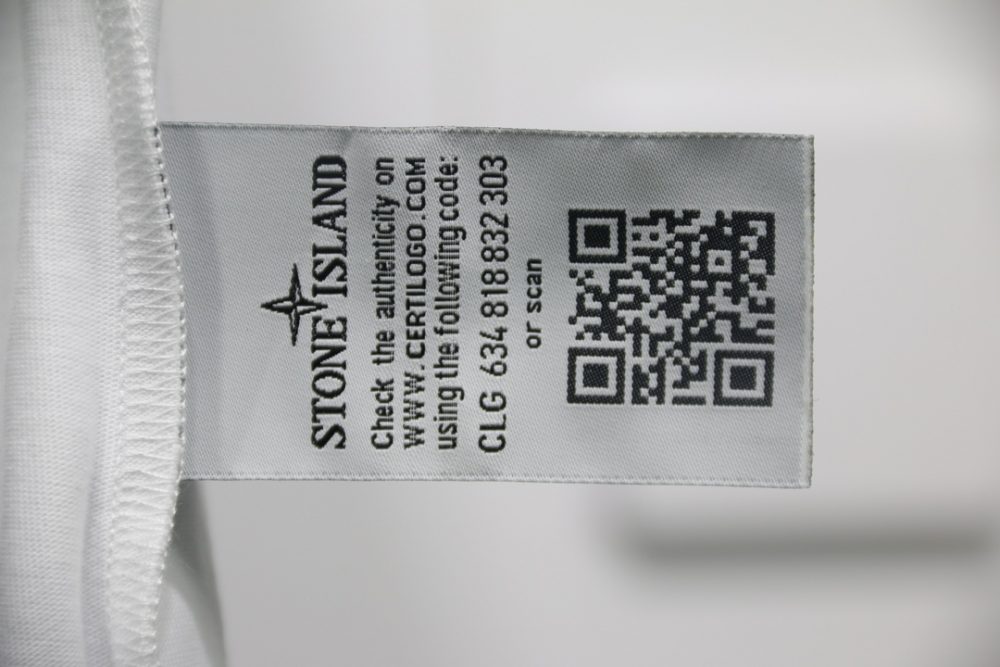 STONE ISLAND
Check the authenticity on
WWW.CERTILOGO.COM
using the following code:
CLG 634 818 832 303
or scan